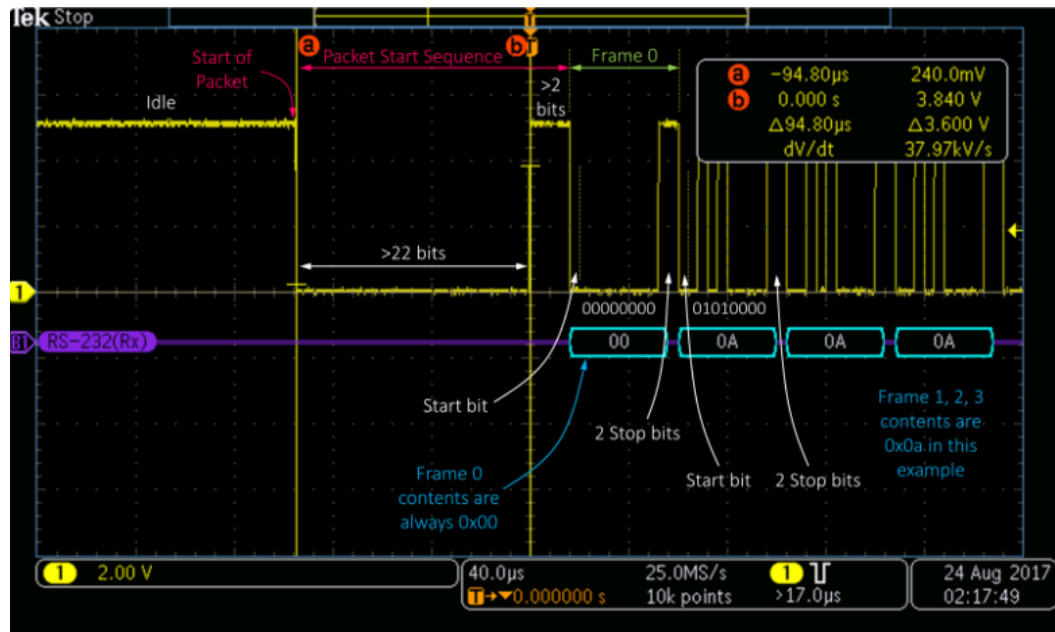 Tek Stop
a
b
T
T
Start of
Packet
Packet Start Sequence
Frame 0
Idle
>2
bits
a -94.80µs 240.0mV
b 0.000 s 3.840 V
Δ94.80µs Δ3.600 V
dV/dt 37.97kV/s
>22 bits
1
00000000
01010000
B1
RS-232(Rx)
00
0A
0A
0A
Start bit
2 Stop bits
Start bit
2 Stop bits
Frame 1, 2, 3
contents are
0x0a in this
example
Frame 0
contents are
always 0x00
1 2.00 V
40.0µs 25.0MS/s 1
T→▼0.000000 s 10k points >17.0µs
24 Aug 2017
02:17:49